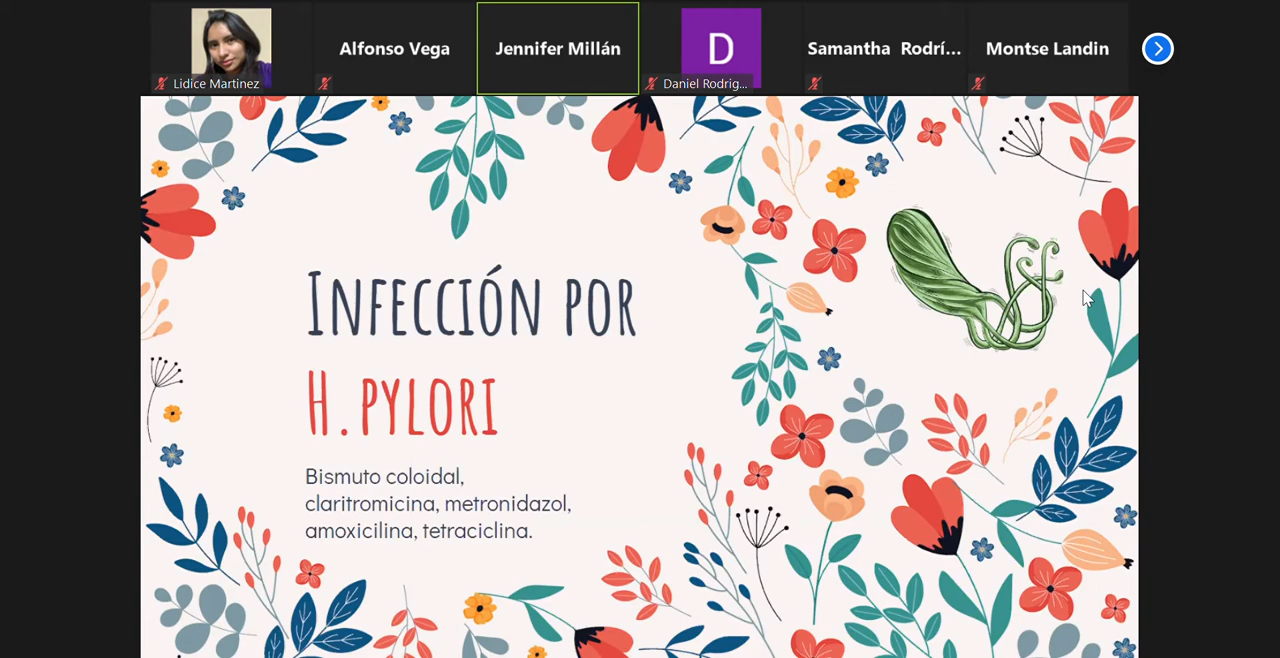 Alfonso Vega
Jennifer Millán
D
Samantha Rodrí...
Montse Landin
Lidice Martinez
Daniel Rodrig...
INFECCIÓN POR
H. PYLORI
Bismuto coloidal,
claritromicina, metronidazol,
amoxicilina, tetraciclina.